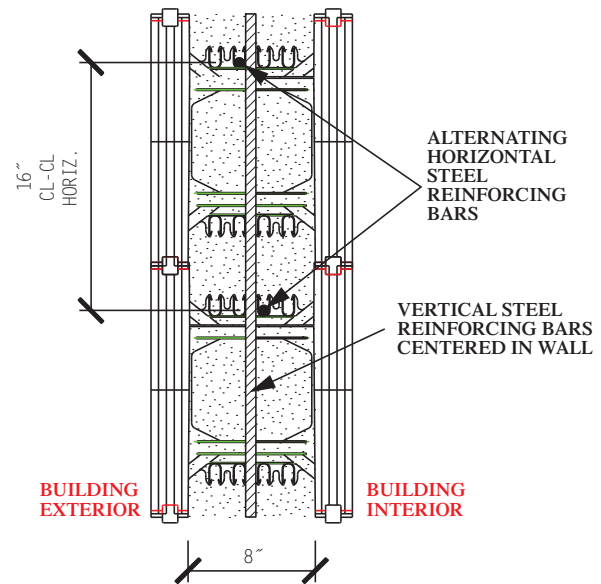 16"
CL-CL
HORIZ.
ALTERNATING
HORIZONTAL
STEEL
REINFORCING
BARS
VERTICAL STEEL
REINFORCING BARS
CENTERED IN WALL
BUILDING
EXTERIOR
BUILDING
INTERIOR
8"